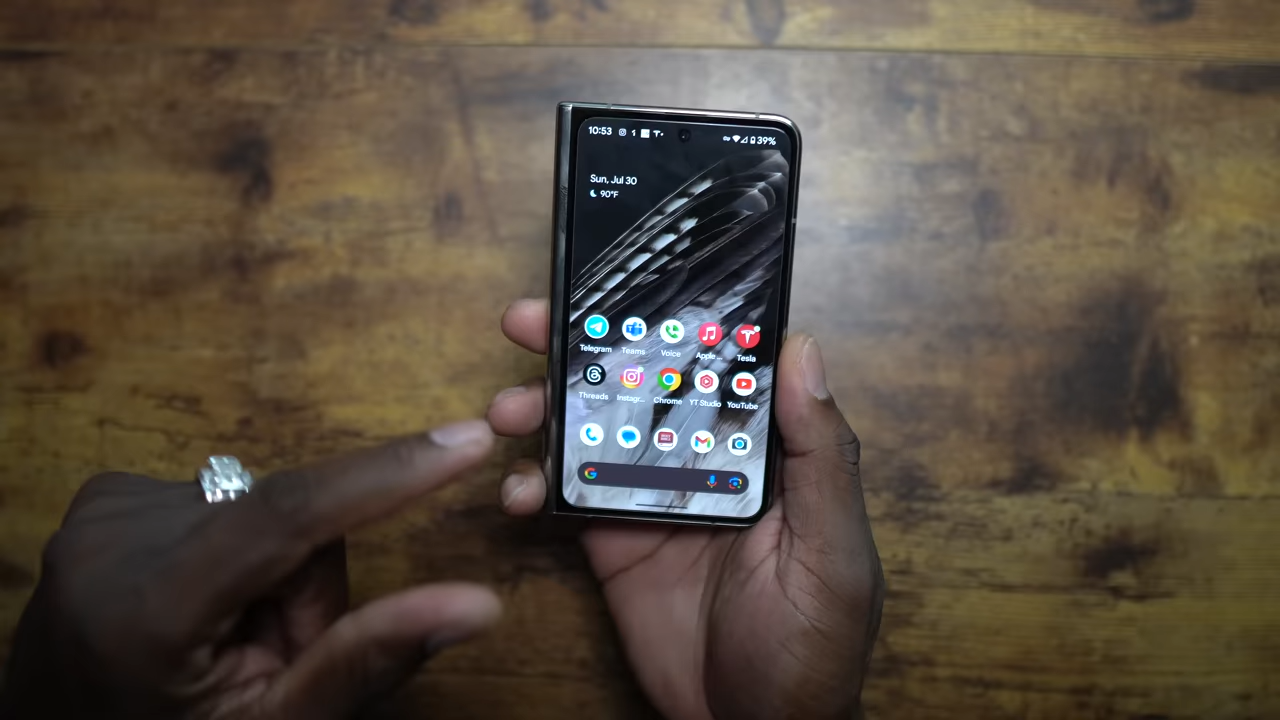 10:53
39%
Sun, Jul 30
90°F
Telegram Teams Voice Apple ... Tesla
Threads Instagr... Chrome YT Studio YouTube